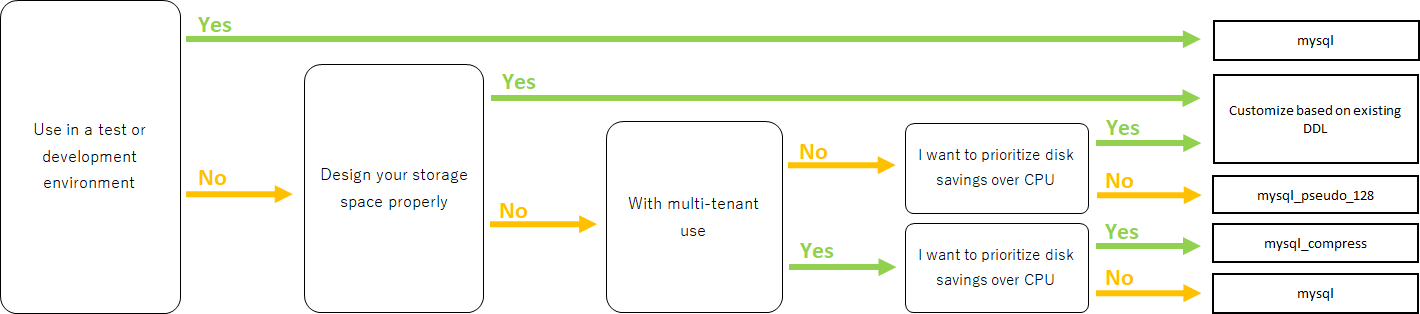 Yes
mysql
Use in a test or
development
environment
No
Design your storage
space properly
Yes
Customize based on existing
DDL
No
With multi-tenant
use
No
I want to prioritize disk
savings over CPU
Yes
No
mysql_pseudo_128
Yes
I want to prioritize disk
savings over CPU
Yes
mysql_compress
No
mysql